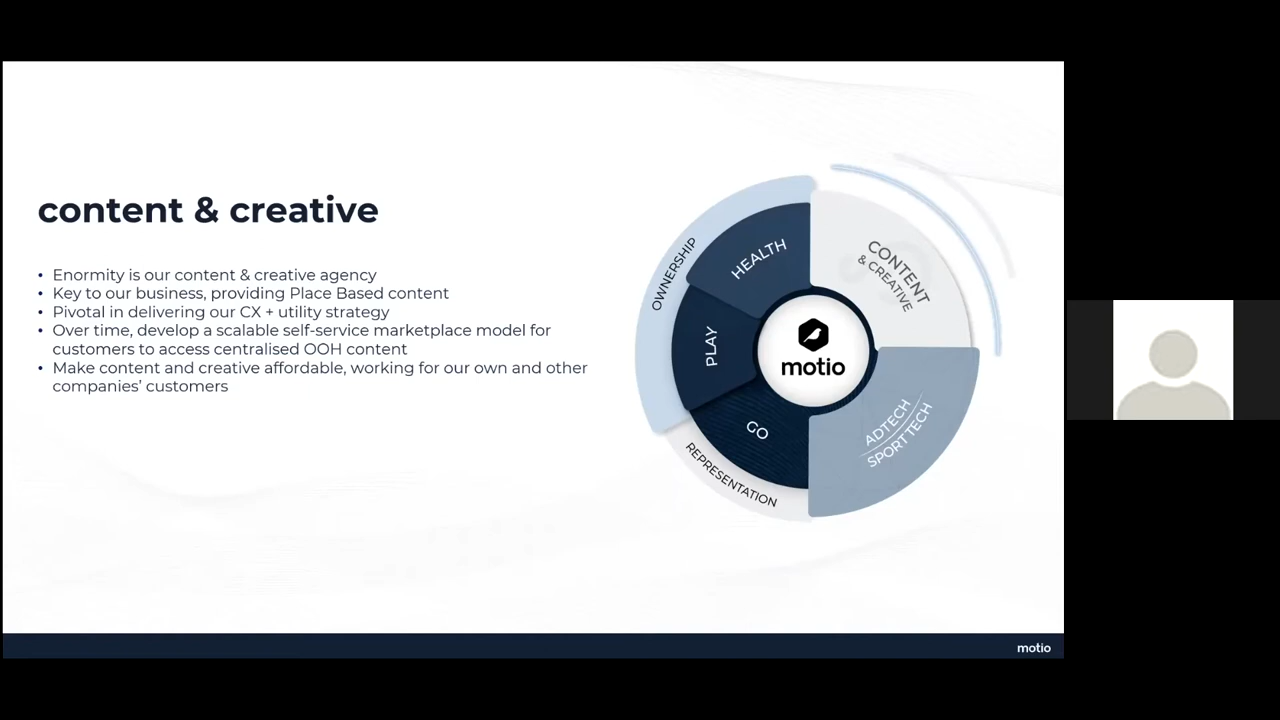 content & creative
• Enormity is our content & creative agency
• Key to our business, providing Place Based content
• Pivotal in delivering our CX + utility strategy
• Over time, develop a scalable self-service marketplace model for
customers to access centralised OOH content
• Make content and creative affordable, working for our own and other
companies’ customers
OWNERSHIP
HEALTH
CONTENT
& CREATIVE
PLAY
motio
GO
ADTECH
SPORT TECH
REPRESENTATION
motio